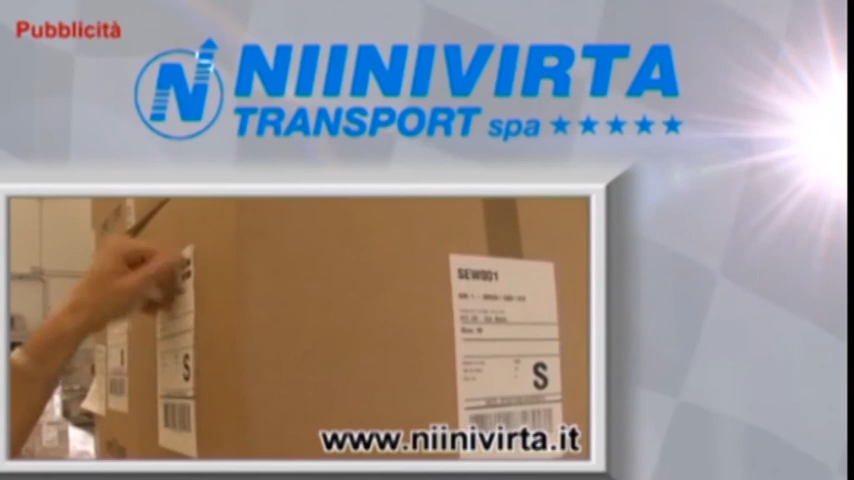 Pubblicità
N NIINIVIRTA
TRANSPORT spa ★★★★★
SEW001
S
S
S
www.niinivirta.it